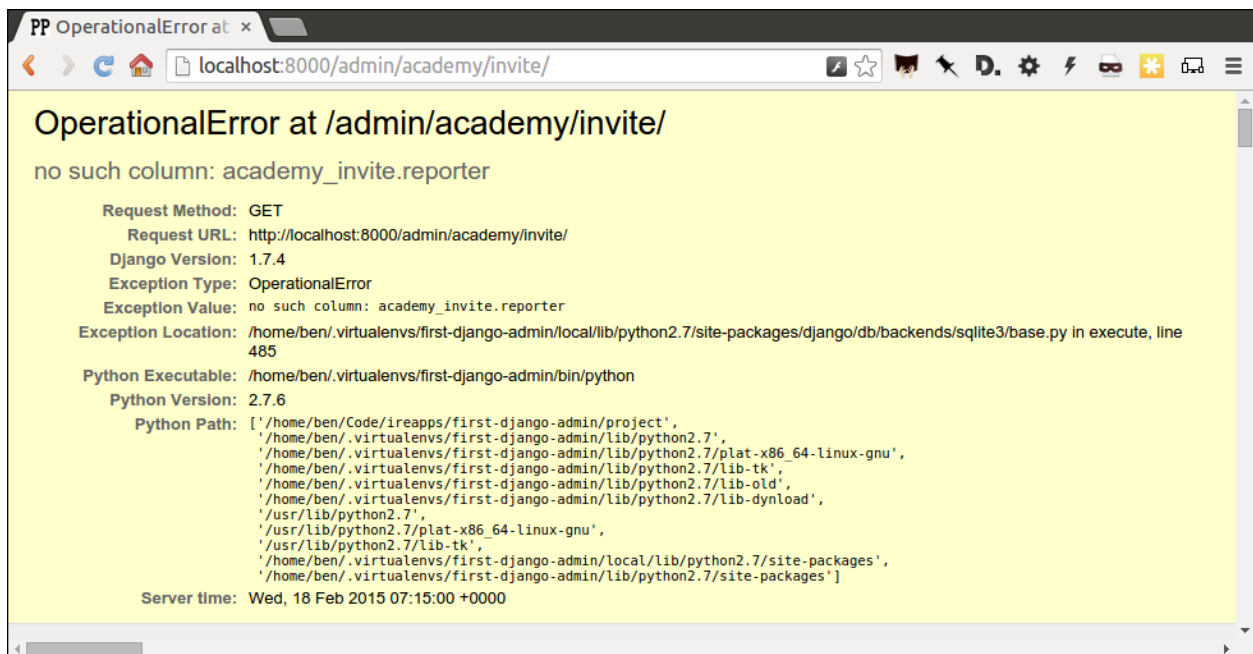 PP OperationalError at
localhost:8000/admin/academy/invite/
D.
OperationalError at /admin/academy/invite/
no such column: academy_invite.reporter
Request Method: GET
Request URL: http://localhost:8000/admin/academy/invite/
Django Version: 1.7.4
Exception Type: OperationalError
Exception Value: no such column: academy_invite.reporter
Exception Location: /home/ben/.virtualenvs/first-django-admin/local/lib/python2.7/site-packages/django/db/backends/sqlite3/base.py in execute, line
485
Python Executable: /home/ben/.virtualenvs/first-django-admin/bin/python
Python Version: 2.7.6
Python Path: ['/home/ben/Code/ireapps/first-django-admin/project',
'/home/ben/.virtualenvs/first-django-admin/lib/python2.7',
'/home/ben/.virtualenvs/first-django-admin/lib/python2.7/plat-x86_64-linux-gnu',
'/home/ben/.virtualenvs/first-django-admin/lib/python2.7/lib-tk',
'/home/ben/.virtualenvs/first-django-admin/lib/python2.7/lib-old',
'/home/ben/.virtualenvs/first-django-admin/lib/python2.7/lib-dynload',
'/usr/lib/python2.7',
'/usr/lib/python2.7/plat-x86_64-linux-gnu',
'/usr/lib/python2.7/lib-tk',
'/home/ben/.virtualenvs/first-django-admin/local/lib/python2.7/site-packages',
'/home/ben/.virtualenvs/first-django-admin/lib/python2.7/site-packages']
Server time: Wed, 18 Feb 2015 07:15:00 +0000